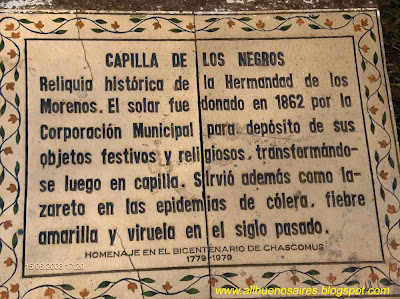 CAPILLA DE LOS NEGROS
Reliquia histórica de la Hermandad de los
Morenos. El solar fue donado en 1862 por la
Corporación Municipal para depósito de sus
objetos festivos y religiosos, transformándo-
se luego en capilla. Sirvió además como la-
zareto en las epidemias de cólera, fiebre
amarilla y viruela en el siglo pasado.
HOMENAJE EN EL BICENTENARIO DE CHASCOMUS
1779-1979
www.allbuenosaires.blogspot.com